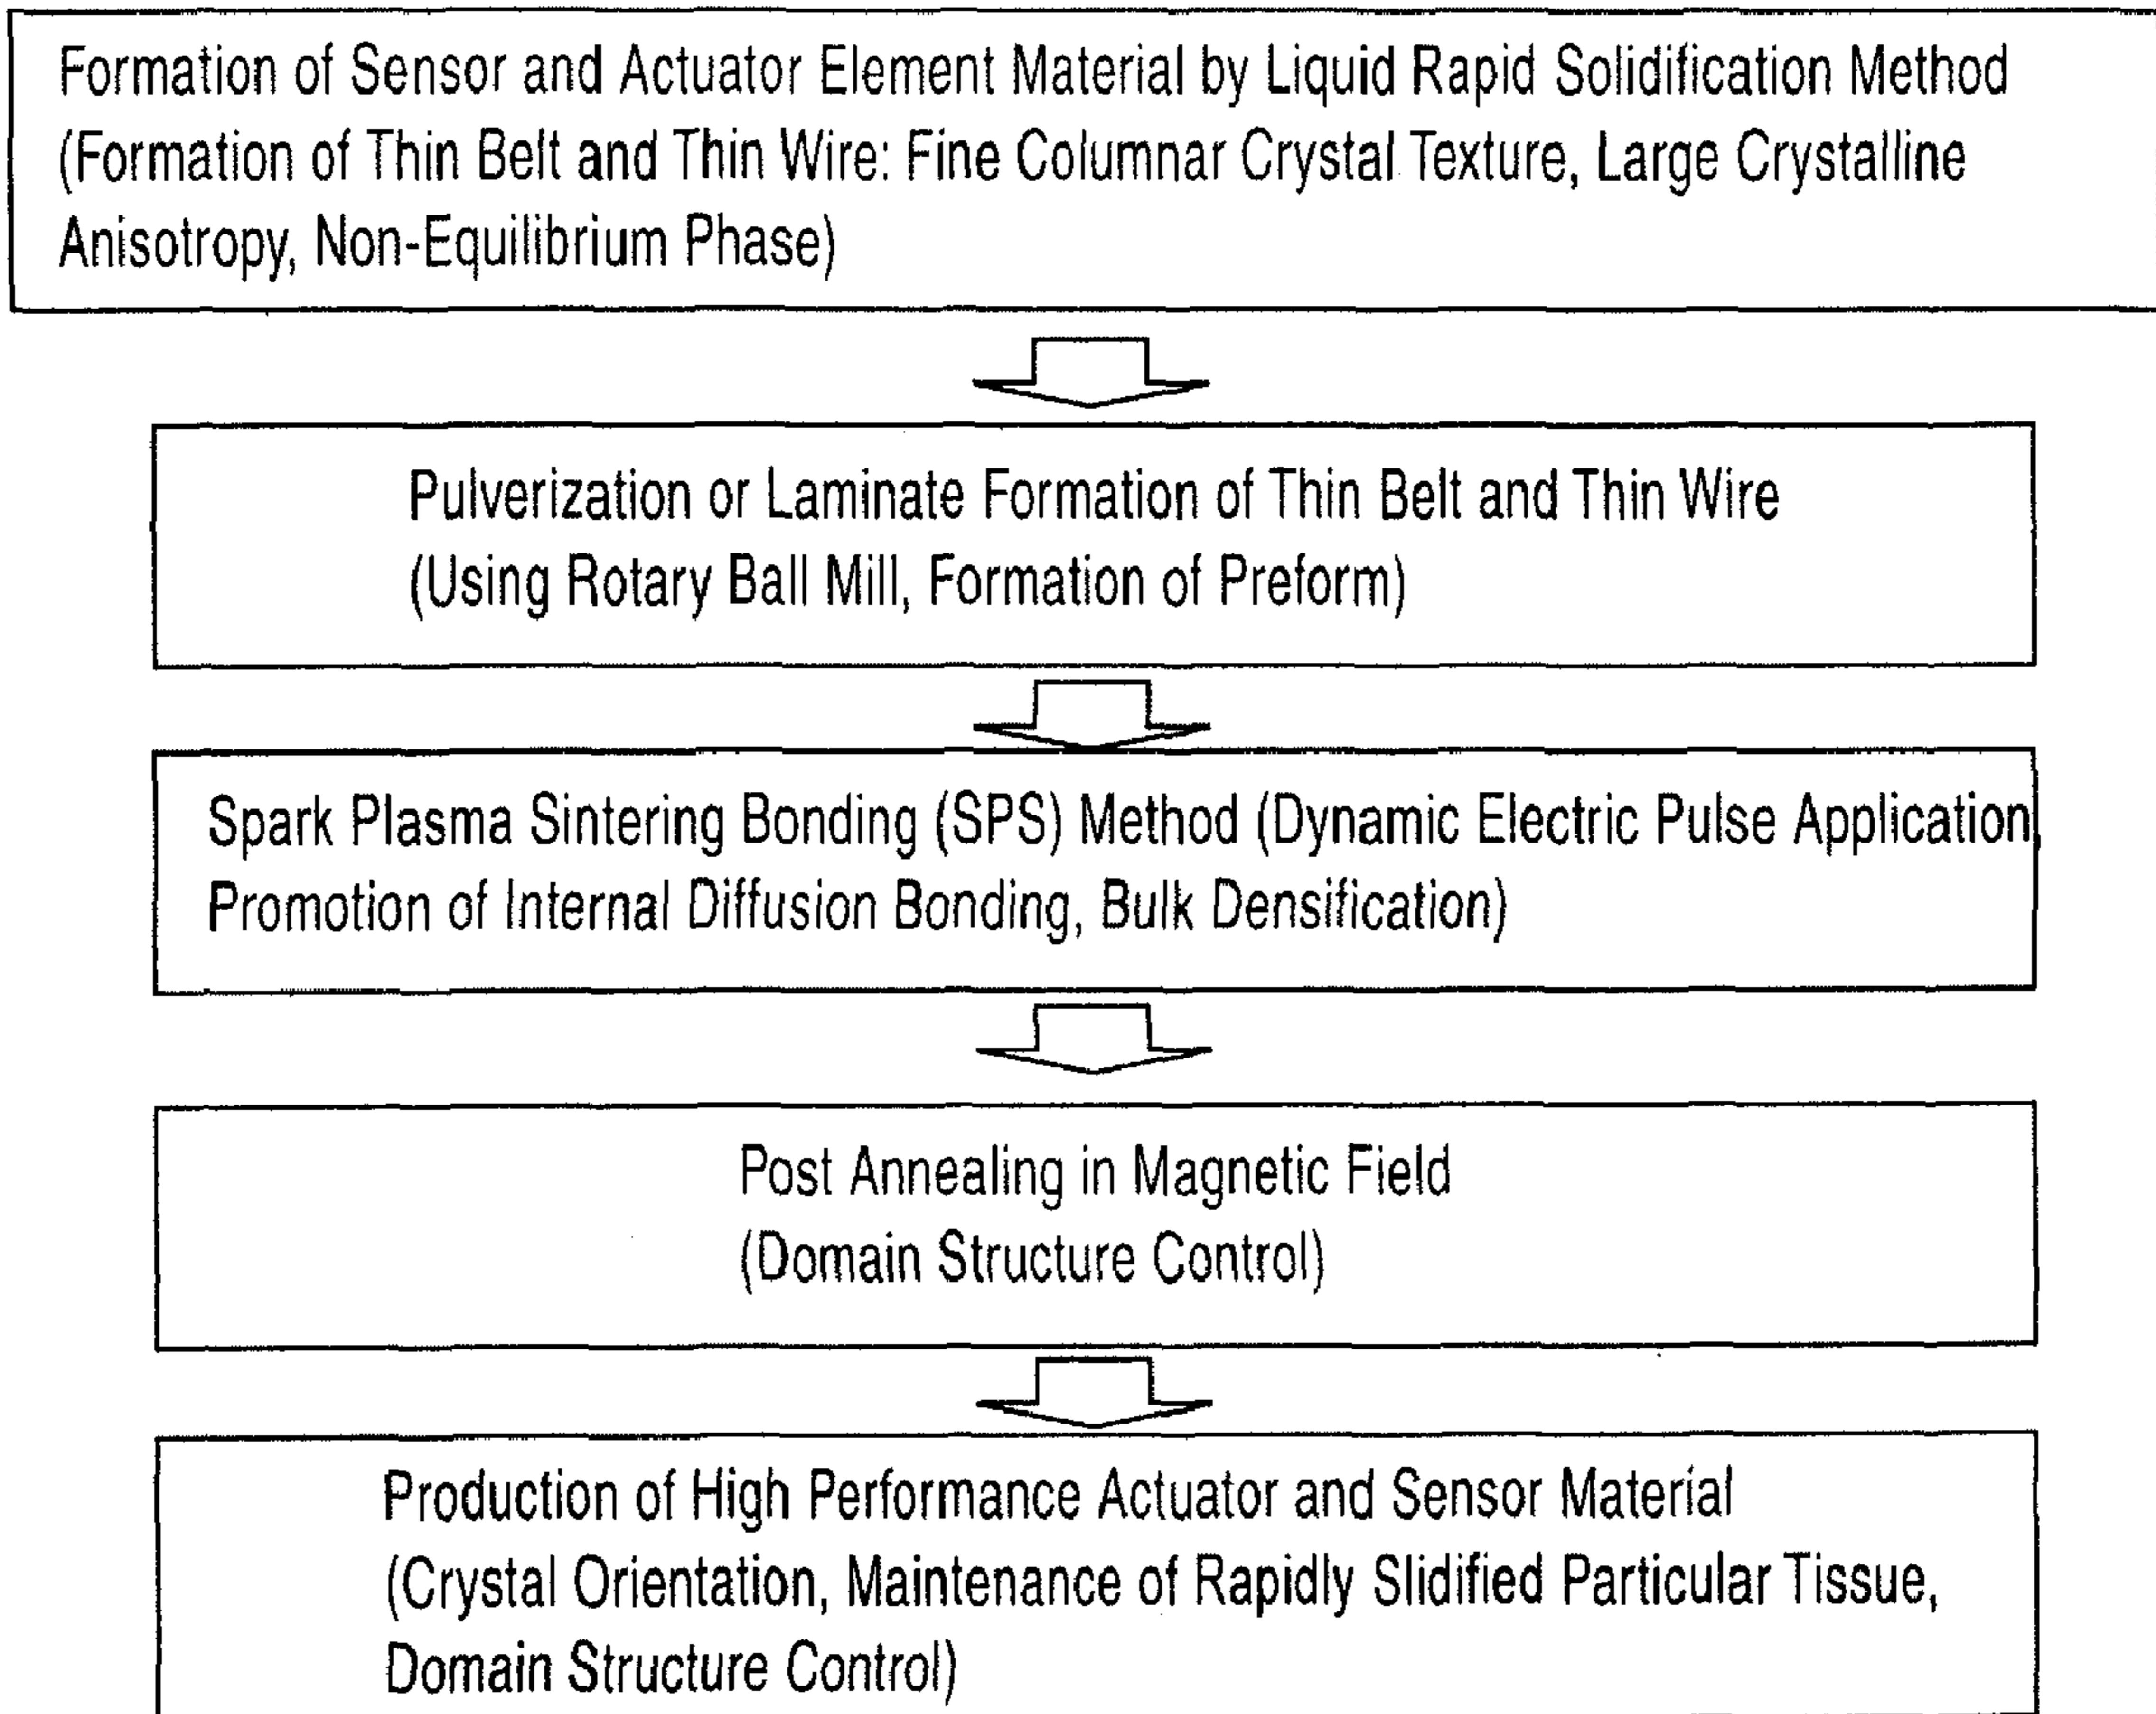 Formation of Sensor and Actuator Element Material by Liquid Rapid Solidification Method
(Formation of Thin Belt and Thin Wire: Fine Columnar Crystal Texture, Large Crystalline
Anisotropy, Non-Equilibrium Phase)
Pulverization or Laminate Formation of Thin Belt and Thin Wire
(Using Rotary Ball Mill, Formation of Preform)
Spark Plasma Sintering Bonding (SPS) Method (Dynamic Electric Pulse Application,
Promotion of Internal Diffusion Bonding, Bulk Densification)
Post Annealing in Magnetic Field
(Domain Structure Control)
Production of High Performance Actuator and Sensor Material
(Crystal Orientation, Maintenance of Rapidly Slidified Particular Tissue,
Domain Structure Control)